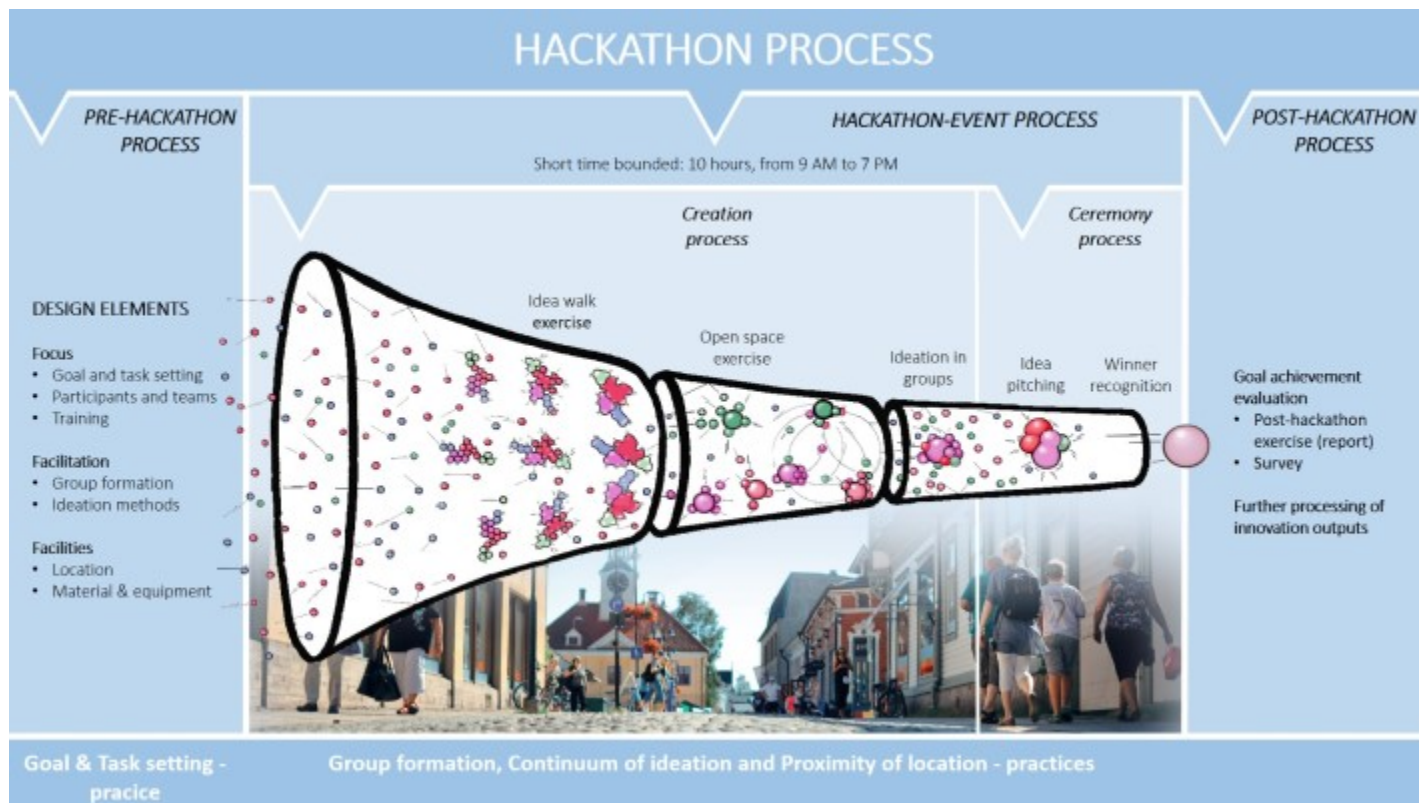 HACKATHON PROCESS
PRE-HACKATHON
PROCESS
HACKATHON-EVENT PROCESS
POST-HACKATHON
PROCESS
Short time bounded: 10 hours, from 9 AM to 7 PM
Creation
process
Ceremony
process
DESIGN ELEMENTS
Focus
• Goal and task setting
• Participants and teams
• Training
Facilitation
• Group formation
• Ideation methods
Facilities
• Location
• Material & equipment
Idea walk
exercise
Open space
exercise
Ideation in
groups
Idea
pitching
Winner
recognition
Goal achievement
evaluation
• Post-hackathon
exercise (report)
• Survey
Further processing of
innovation outputs
Goal & Task setting -
pracice
Group formation, Continuum of ideation and Proximity of location - practices